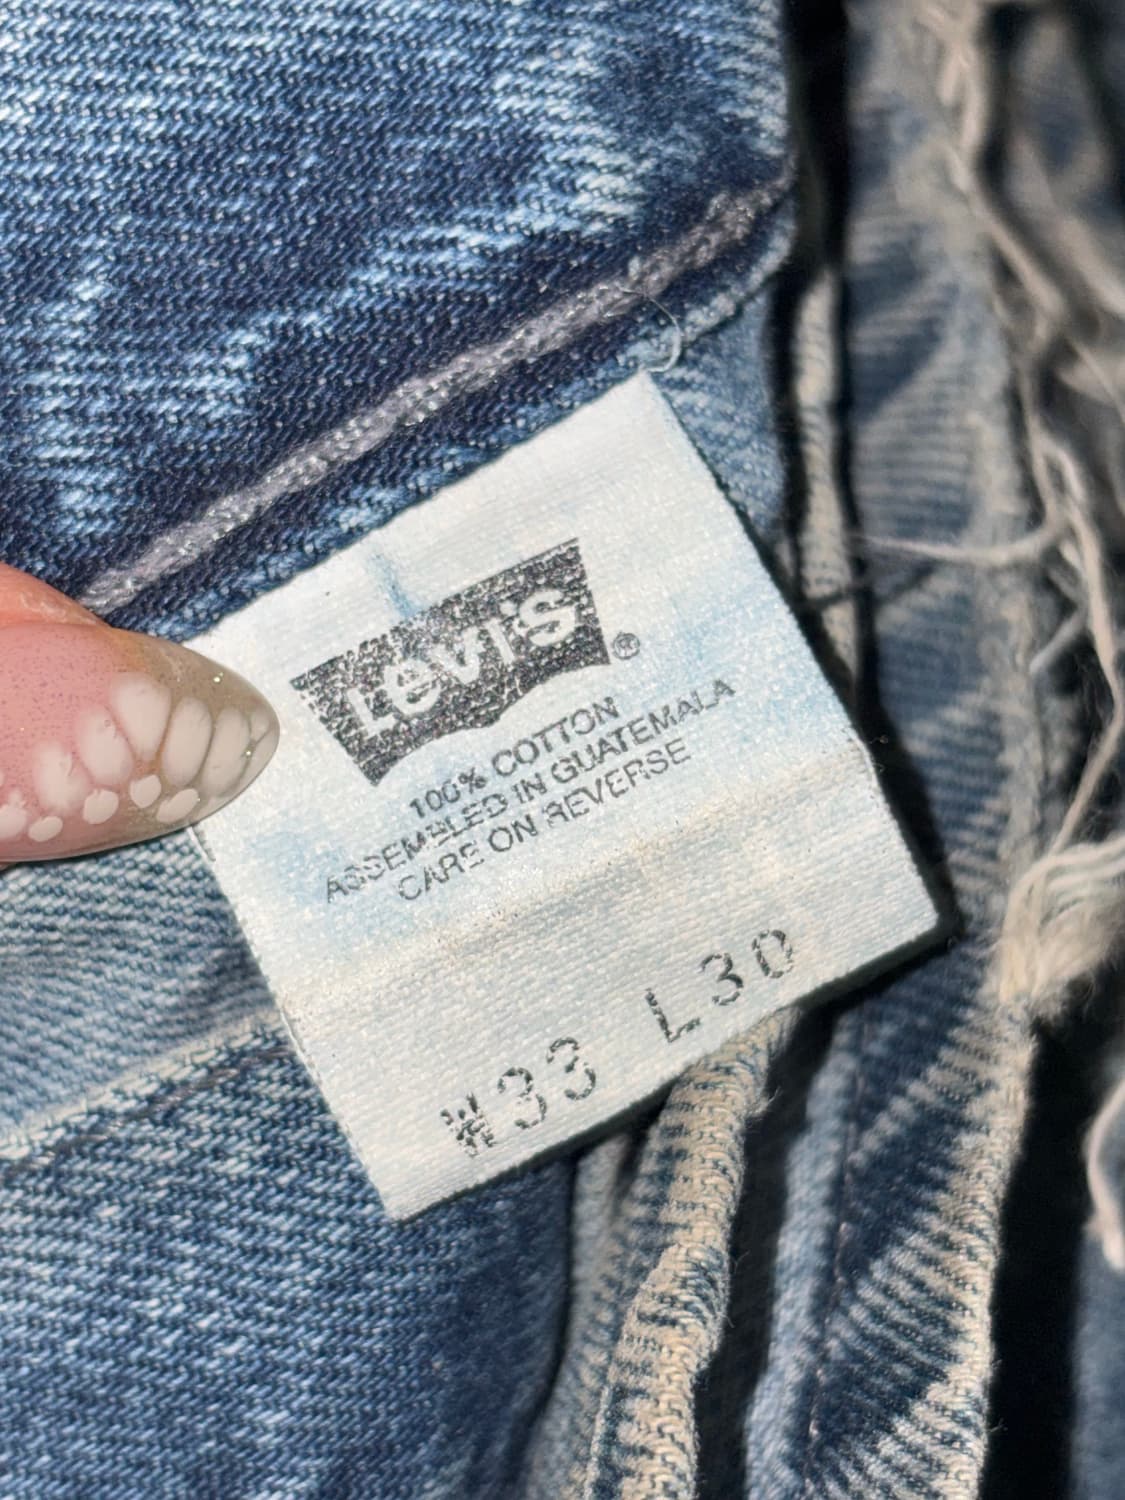 Levi's®
100% COTTON
ASSEMBLED IN GUATEMALA
CARE ON REVERSE
W33 L30